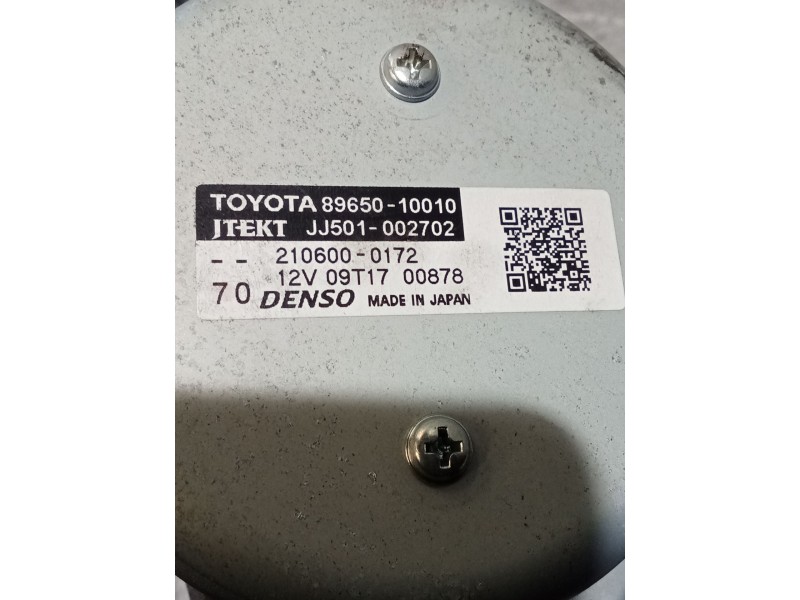 TOYOTA 89650-10010
JTEKT JJ501-002702
-- 210600-0172
12V 09T17 00878
70 DENSO MADE IN JAPAN